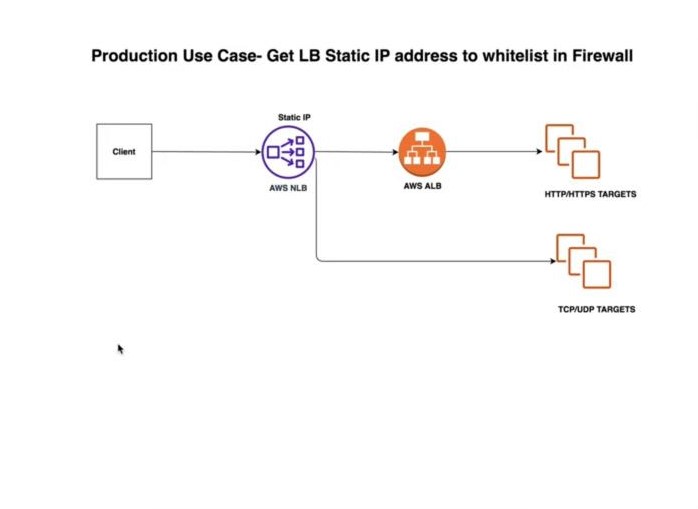 Production Use Case- Get LB Static IP address to whitelist in Firewall
Static IP
Client
AWS NLB
AWS ALB
HTTP/HTTPS TARGETS
TCP/UDP TARGETS